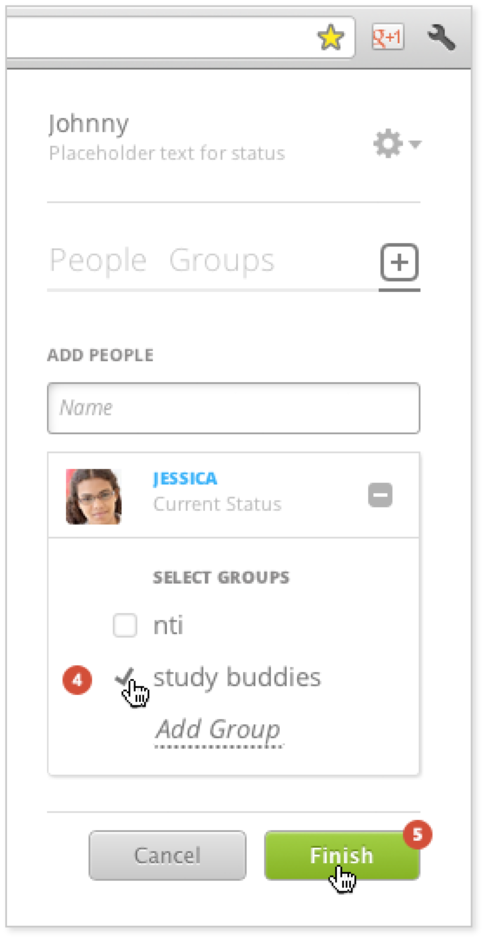 g+1
Johnny
Placeholder text for status
People Groups
ADD PEOPLE
Name
JESSICA
Current Status
SELECT GROUPS
nti
4 study buddies
Add Group
5
Cancel Finish